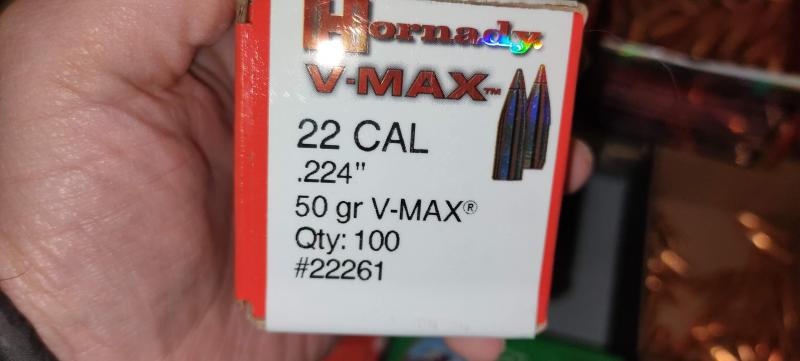 Hornady.
V-MAX™
22 CAL
.224"
50 gr V-MAX®
Qty: 100
#22261